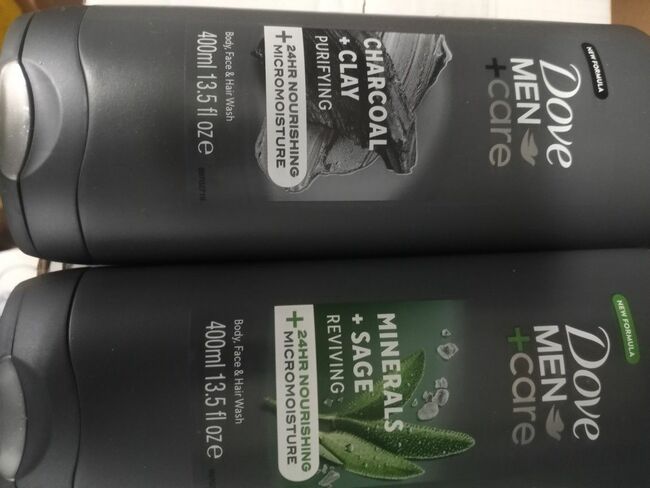 NEW FORMULA
Dove
MEN
+care
CHARCOAL
+ CLAY
PURIFYING
+ 24HR NOURISHING
MICROMOISTURE
Body, Face & Hair Wash
400ml 13.5 fl oz e
NEW FORMULA
Dove
MEN
+care
MINERALS
+ SAGE
REVIVING
+ 24HR NOURISHING
MICROMOISTURE
Body, Face & Hair Wash
400ml 13.5 fl oz e